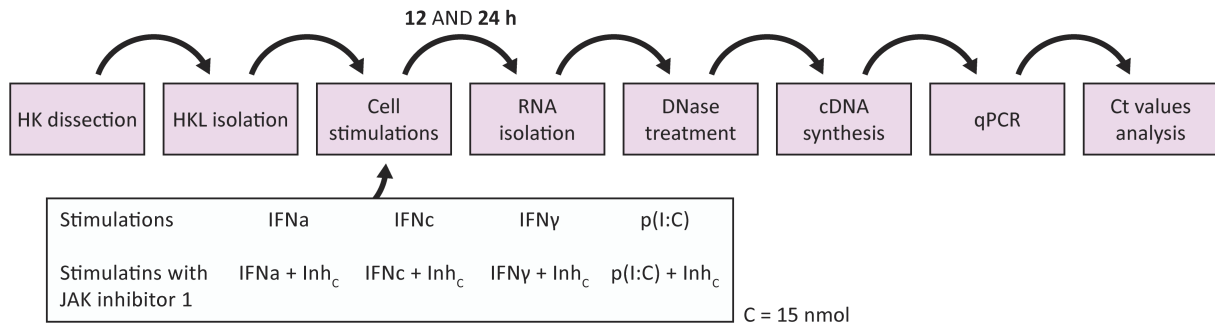 12 AND 24 h
HK dissection
HKL isolation
Cell
stimulations
RNA
isolation
DNase
treatment
cDNA
synthesis
qPCR
Ct values
analysis
Stimulations IFNa IFNc IFNγ p(I:C)
Stimulatins with IFNa + Inh_C IFNc + Inh_C IFNγ + Inh_C p(I:C) + Inh_C
JAK inhibitor 1
C = 15 nmol